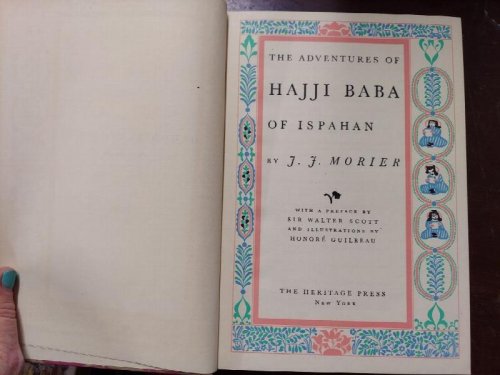 THE ADVENTURES OF
HAJJI BABA
OF ISPAHAN
BY J. J. MORIER
WITH A PREFACE BY
SIR WALTER SCOTT
AND ILLUSTRATIONS BY
HONORÉ GUILBEAU
THE HERITAGE PRESS
NEW YORK